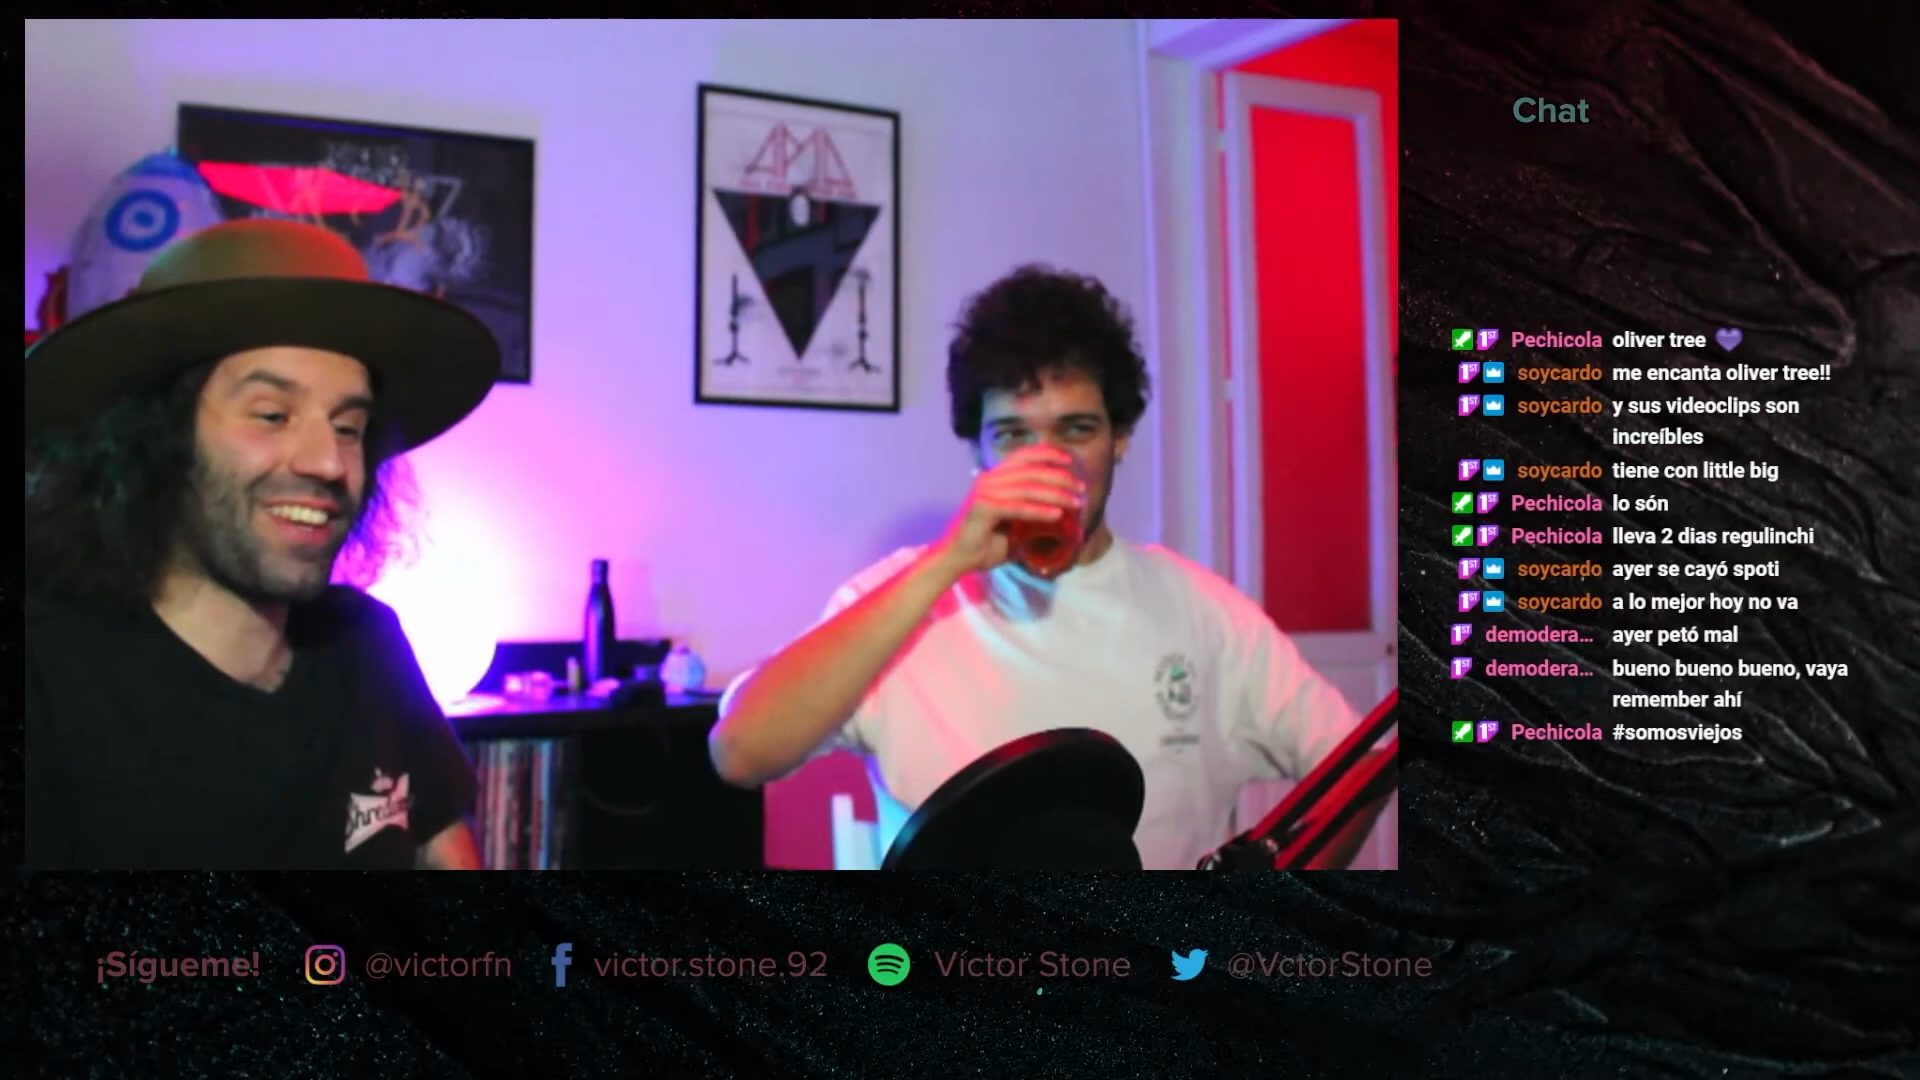 Chat
Pechicola oliver tree 💜
soycardo me encanta oliver tree!!
soycardo y sus videoclips son
increíbles
soycardo tiene con little big
Pechicola lo són
Pechicola lleva 2 dias regulinchi
soycardo ayer se cayó spoti
soycardo a lo mejor hoy no va
demodera... ayer petó mal
demodera... bueno bueno bueno, vaya
remember ahí
Pechicola #somosviejos
¡Sígueme! @victorfn victor.stone.92 Víctor Stone @VctorStone